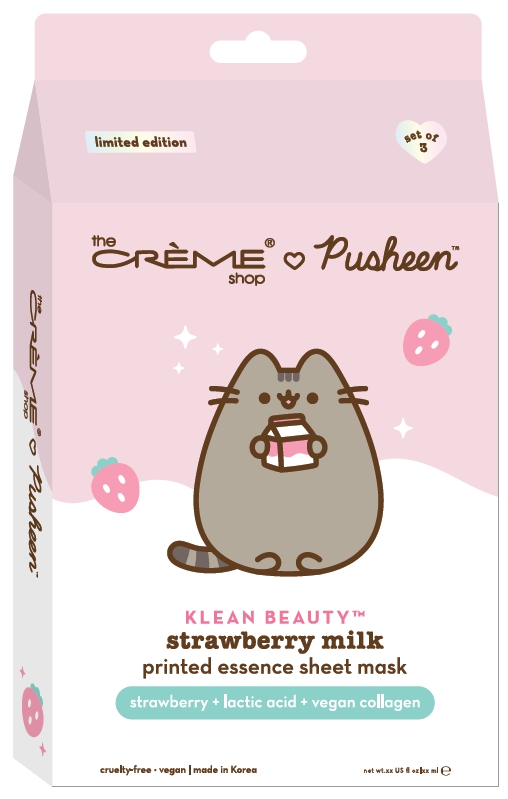 limited edition
set of
3
the
CRÈME® ♡ Pusheen™
shop
the
CRÈME® ♡ Pusheen™
shop
KLEAN BEAUTY™
strawberry milk
printed essence sheet mask
strawberry + lactic acid + vegan collagen
cruelty-free • vegan | made in Korea
net wt.xx US fl oz|xx ml ℮